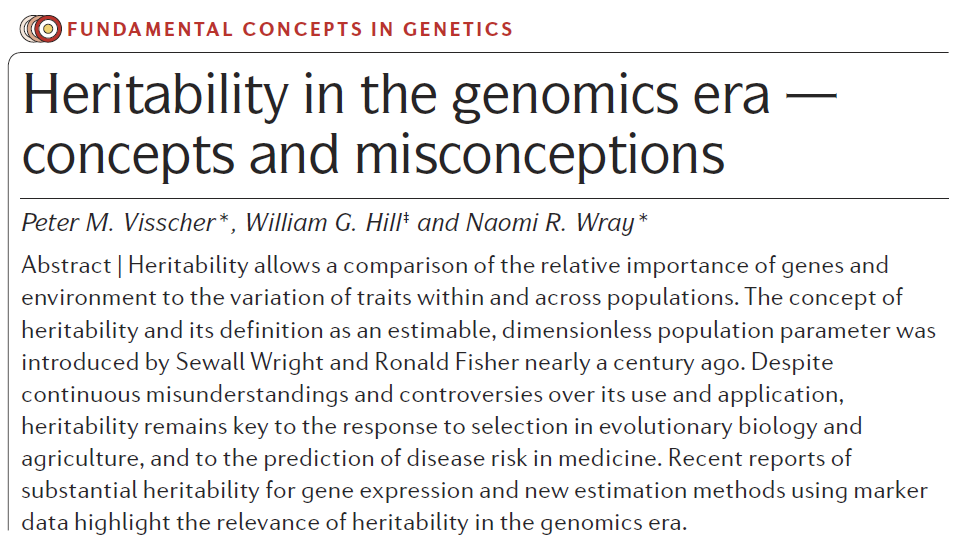 FUNDAMENTAL CONCEPTS IN GENETICS
Heritability in the genomics era —
concepts and misconceptions
Peter M. Visscher*, William G. Hill‡ and Naomi R. Wray*
Abstract | Heritability allows a comparison of the relative importance of genes and
environment to the variation of traits within and across populations. The concept of
heritability and its definition as an estimable, dimensionless population parameter was
introduced by Sewall Wright and Ronald Fisher nearly a century ago. Despite
continuous misunderstandings and controversies over its use and application,
heritability remains key to the response to selection in evolutionary biology and
agriculture, and to the prediction of disease risk in medicine. Recent reports of
substantial heritability for gene expression and new estimation methods using marker
data highlight the relevance of heritability in the genomics era.